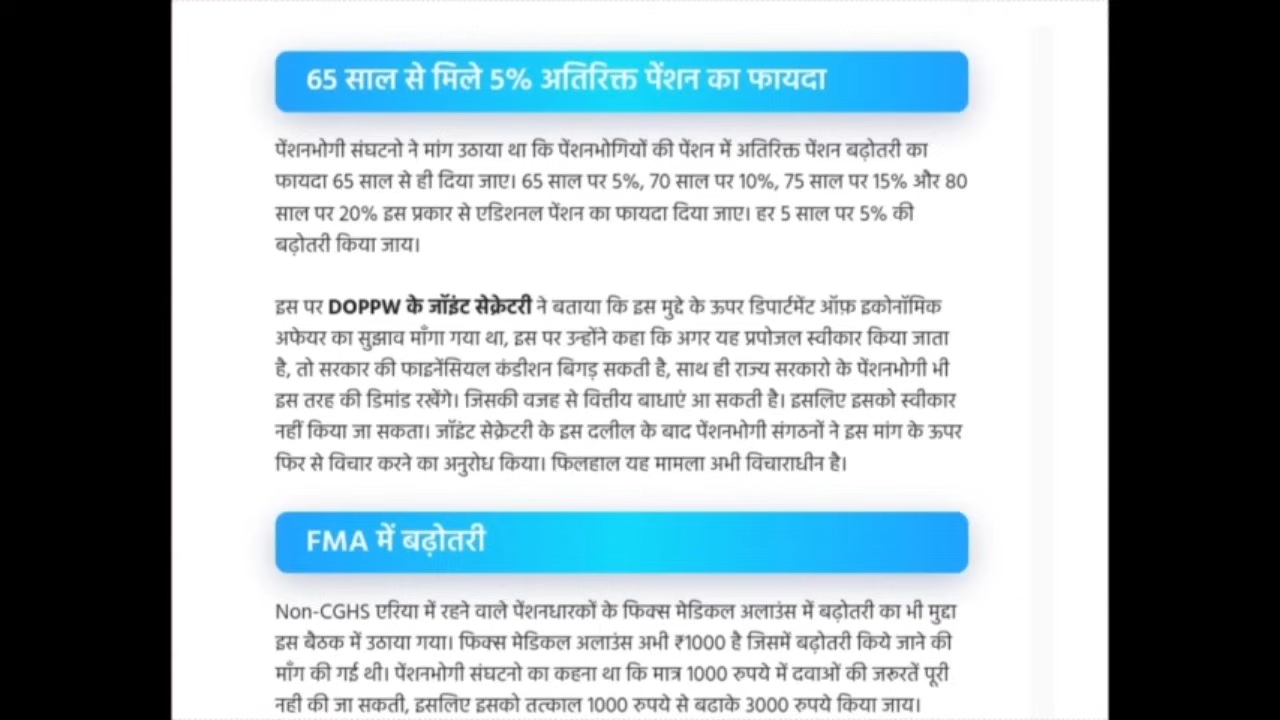 65 साल से मिले 5% अतिरिक्त पेंशन का फायदा
पेंशनभोगी संघटनो ने मांग उठाया था कि पेंशनभोगियों की पेंशन में अतिरिक्त पेंशन बढ़ोतरी का
फायदा 65 साल से ही दिया जाए। 65 साल पर 5%, 70 साल पर 10%, 75 साल पर 15% और 80
साल पर 20% इस प्रकार से एडिशनल पेंशन का फायदा दिया जाए। हर 5 साल पर 5% की
बढ़ोतरी किया जाय।
इस पर DOPPW के जॉइंट सेक्रेटरी ने बताया कि इस मुद्दे के ऊपर डिपार्टमेंट ऑफ़ इकोनॉमिक
अफेयर का सुझाव माँगा गया था, इस पर उन्होंने कहा कि अगर यह प्रपोजल स्वीकार किया जाता
है, तो सरकार की फाइनेंसियल कंडीशन बिगड़ सकती है, साथ ही राज्य सरकारो के पेंशनभोगी भी
इस तरह की डिमांड रखेंगे। जिसकी वजह से वित्तीय बाधाएं आ सकती है। इसलिए इसको स्वीकार
नहीं किया जा सकता। जॉइंट सेक्रेटरी के इस दलील के बाद पेंशनभोगी संगठनों ने इस मांग के ऊपर
फिर से विचार करने का अनुरोध किया। फिलहाल यह मामला अभी विचाराधीन है।
FMA में बढ़ोतरी
Non-CGHS एरिया में रहने वाले पेंशनधारकों के फिक्स मेडिकल अलाउंस में बढ़ोतरी का भी मुद्दा
इस बैठक में उठाया गया। फिक्स मेडिकल अलाउंस अभी ₹1000 है जिसमें बढ़ोतरी किये जाने की
माँग की गई थी। पेंशनभोगी संघटनो का कहना था कि मात्र 1000 रुपये में दवाओं की जरूरतें पूरी
नही की जा सकती, इसलिए इसको तत्काल 1000 रुपये से बढाके 3000 रुपये किया जाय।